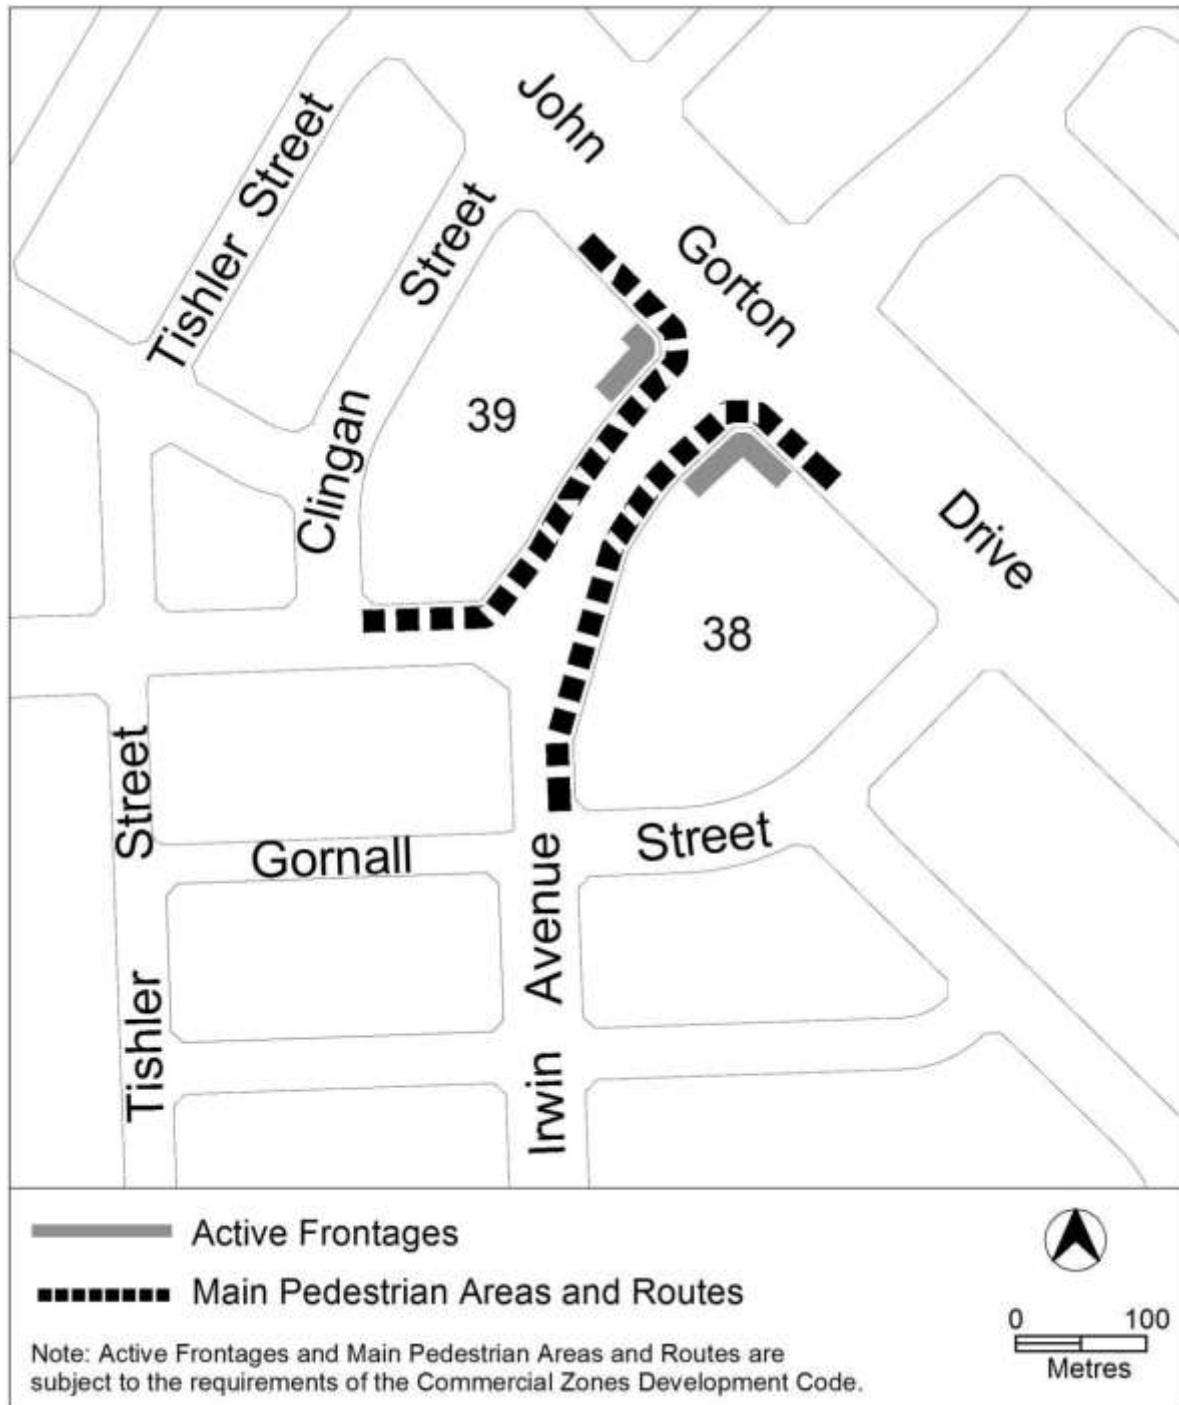 John
Gorton
Drive
Tishler Street
Clingan Street
39
38
Tishler Street
Gornall Street
Irwin Avenue
Active Frontages
Main Pedestrian Areas and Routes
0 100
Metres
Note: Active Frontages and Main Pedestrian Areas and Routes are
subject to the requirements of the Commercial Zones Development Code.